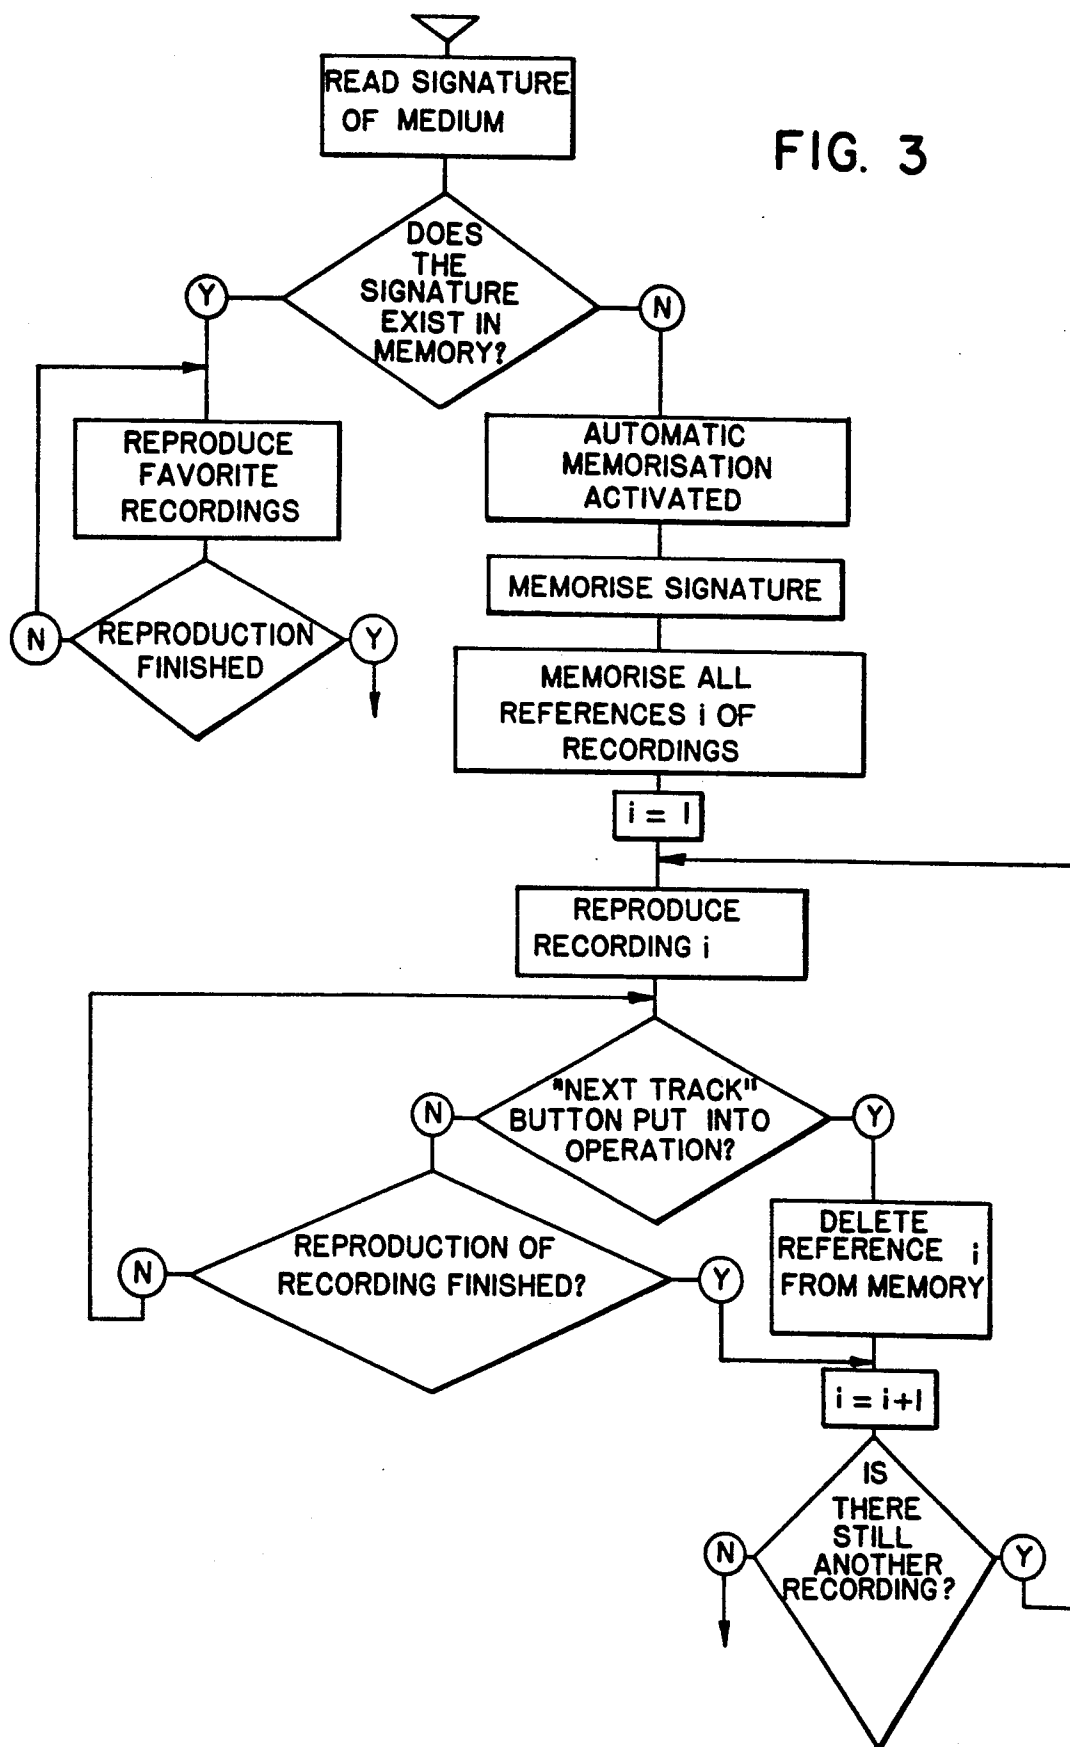 READ SIGNATURE
OF MEDIUM
FIG. 3
DOES
THE
SIGNATURE
EXIST IN
MEMORY?
Y
N
REPRODUCE
FAVORITE
RECORDINGS
AUTOMATIC
MEMORISATION
ACTIVATED
MEMORISE SIGNATURE
N
REPRODUCTION
FINISHED
Y
MEMORISE ALL
REFERENCES i OF
RECORDINGS
i = 1
REPRODUCE
RECORDING i
"NEXT TRACK"
BUTTON PUT INTO
OPERATION?
N
Y
REPRODUCTION OF
RECORDING FINISHED?
N
Y
DELETE
REFERENCE i
FROM MEMORY
i = i+1
IS
THERE
STILL
ANOTHER
RECORDING?
N
Y